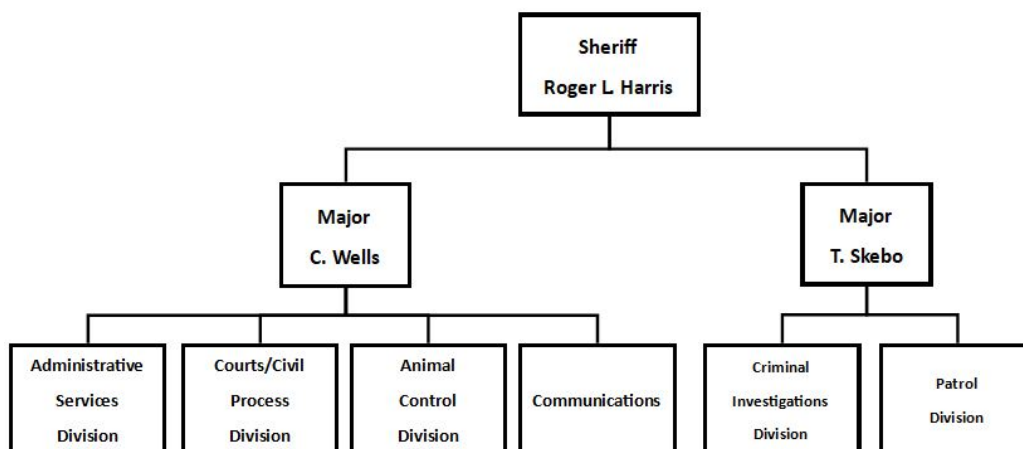 Sheriff
Roger L. Harris
Major
C. Wells
Major
T. Skebo
Administrative
Services
Division
Courts/Civil
Process
Division
Animal
Control
Division
Communications
Criminal
Investigations
Division
Patrol
Division